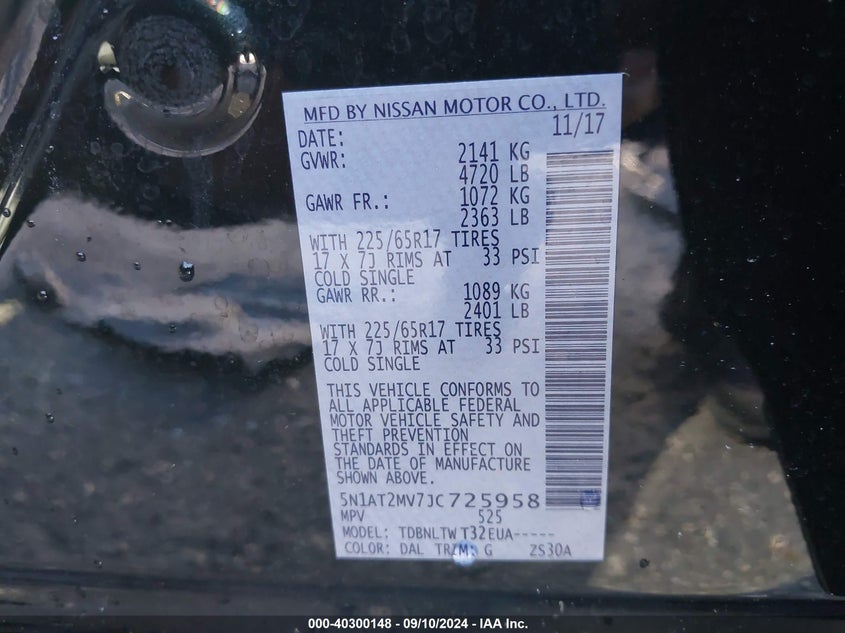 MFD BY NISSAN MOTOR CO., LTD.
DATE: 11/17
GVWR: 2141 KG
4720 LB
GAWR FR.: 1072 KG
2363 LB
WITH 225/65R17 TIRES
17 X 7J RIMS AT 33 PSI
COLD SINGLE
GAWR RR.: 1089 KG
2401 LB
WITH 225/65R17 TIRES
17 X 7J RIMS AT 33 PSI
COLD SINGLE
THIS VEHICLE CONFORMS TO
ALL APPLICABLE FEDERAL
MOTOR VEHICLE SAFETY AND
THEFT PREVENTION
STANDARDS IN EFFECT ON
THE DATE OF MANUFACTURE
SHOWN ABOVE.
5N1AT2MV7JC725958
MPV 525
MODEL: TDBNLTW T32EUA-----
COLOR: DAL TRIM: G ZS30A
000-40300148 - 09/10/2024 - IAA Inc.